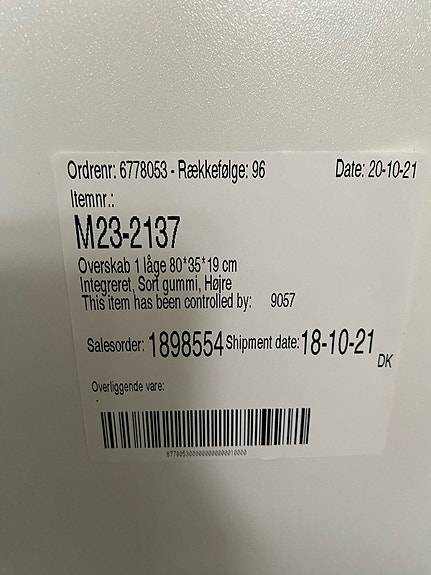 Ordrenr: 6778053 - Rækkefølge: 96 Date: 20-10-21
Itemnr.:
M23-2137
Overskab 1 låge 80*35*19 cm
Integreret, Sort gummi, Højre
This item has been controlled by: 9057
Salesorder: 1898554 Shipment date: 18-10-21
DK
Overliggende vare:
-